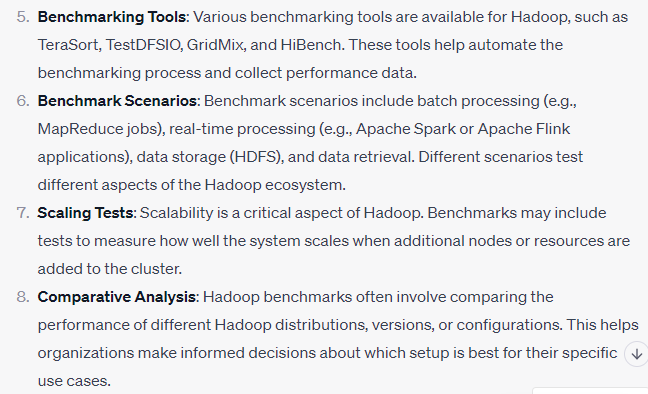 5. Benchmarking Tools: Various benchmarking tools are available for Hadoop, such as
TeraSort, TestDFSIO, GridMix, and HiBench. These tools help automate the
benchmarking process and collect performance data.
6. Benchmark Scenarios: Benchmark scenarios include batch processing (e.g.,
MapReduce jobs), real-time processing (e.g., Apache Spark or Apache Flink
applications), data storage (HDFS), and data retrieval. Different scenarios test
different aspects of the Hadoop ecosystem.
7. Scaling Tests: Scalability is a critical aspect of Hadoop. Benchmarks may include
tests to measure how well the system scales when additional nodes or resources are
added to the cluster.
8. Comparative Analysis: Hadoop benchmarks often involve comparing the
performance of different Hadoop distributions, versions, or configurations. This helps
organizations make informed decisions about which setup is best for their specific
use cases.